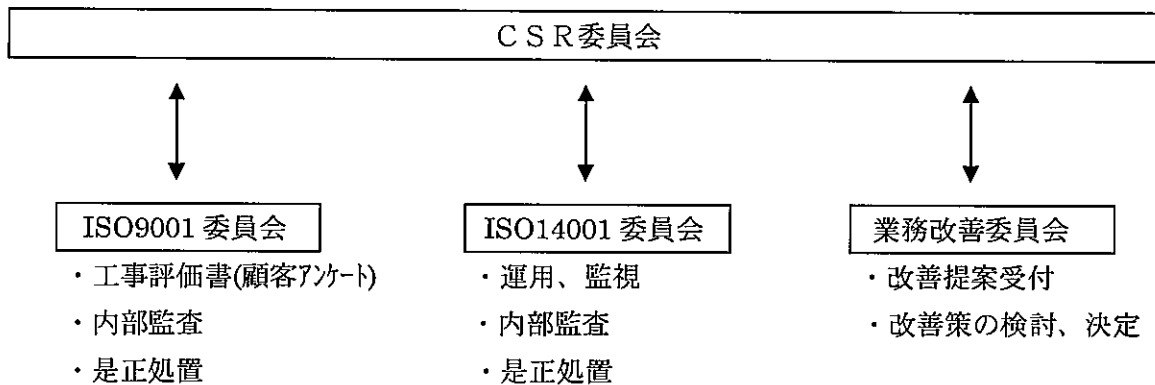 ＣＳＲ委員会
ISO9001 委員会
・工事評価書(顧客ｱﾝｹｰﾄ)
・内部監査
・是正処置
ISO14001 委員会
・運用、監視
・内部監査
・是正処置
業務改善委員会
・改善提案受付
・改善策の検討、決定